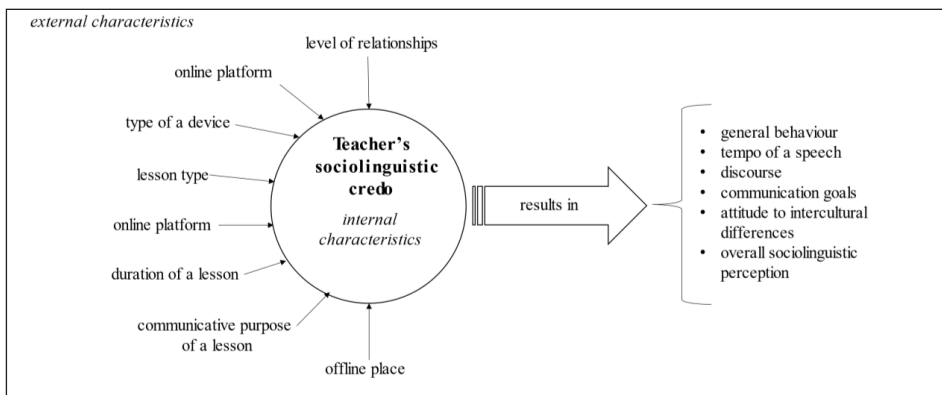 external characteristics
level of relationships
online platform
type of a device
lesson type
online platform
duration of a lesson
communicative purpose
of a lesson
offline place
Teacher's
sociolinguistic
credo
internal
characteristics
results in
• general behaviour
• tempo of a speech
• discourse
• communication goals
• attitude to intercultural
differences
• overall sociolinguistic
perception